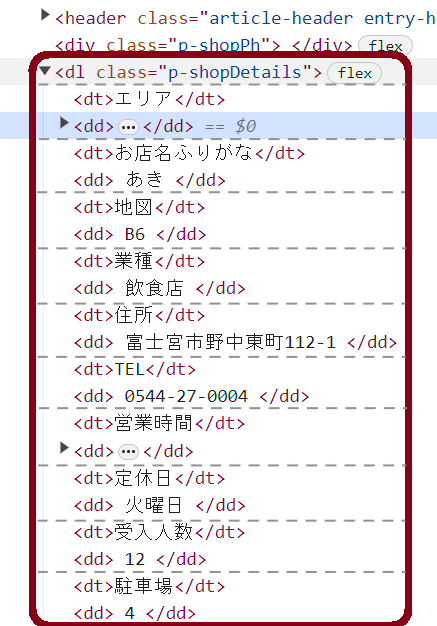 ▶<header class="article-header entry-h
<div class="p-shopPh"> </div> flex
▼<dl class="p-shopDetails"> flex
<dt>エリア</dt>
▶<dd> ••• </dd> == $0
<dt>お店名ふりがな</dt>
<dd> あき </dd>
<dt>地図</dt>
<dd> B6 </dd>
<dt>業種</dt>
<dd> 飲食店 </dd>
<dt>住所</dt>
<dd> 富士宮市野中東町112-1 </dd>
<dt>TEL</dt>
<dd> 0544-27-0004 </dd>
<dt>営業時間</dt>
▶<dd> ••• </dd>
<dt>定休日</dt>
<dd> 火曜日 </dd>
<dt>受入人数</dt>
<dd> 12 </dd>
<dt>駐車場</dt>
<dd> 4 </dd>